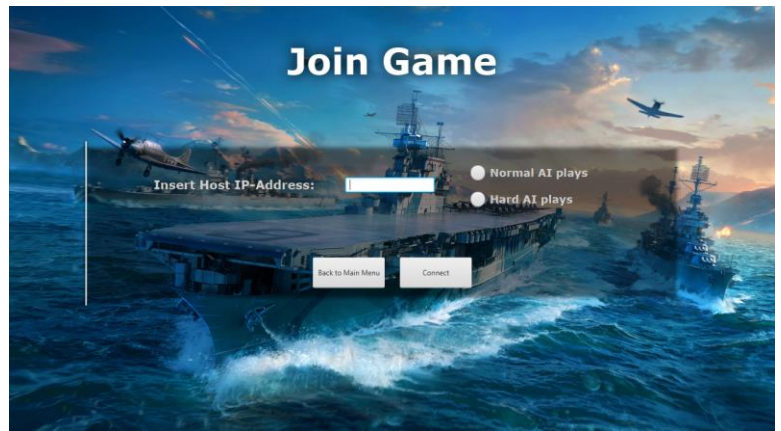 Join Game
Insert Host IP-Address:
Normal AI plays
Hard AI plays
Back to Main Menu
Connect